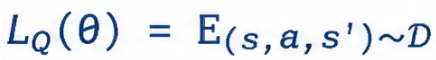 L_Q(θ) = E_{(s,a,s')~𝒟}